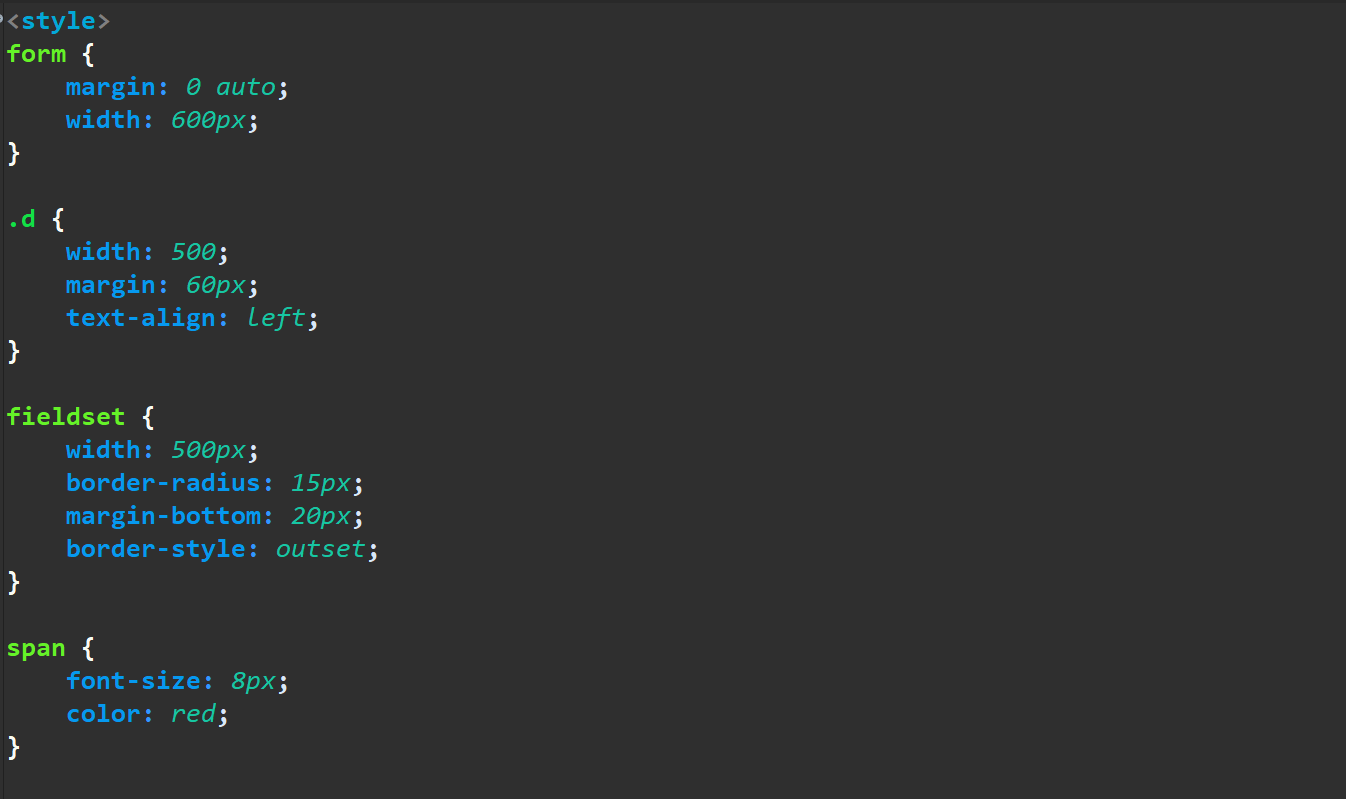 <style>
form {
    margin: 0 auto;
    width: 600px;
}

.d {
    width: 500;
    margin: 60px;
    text-align: left;
}

fieldset {
    width: 500px;
    border-radius: 15px;
    margin-bottom: 20px;
    border-style: outset;
}

span {
    font-size: 8px;
    color: red;
}